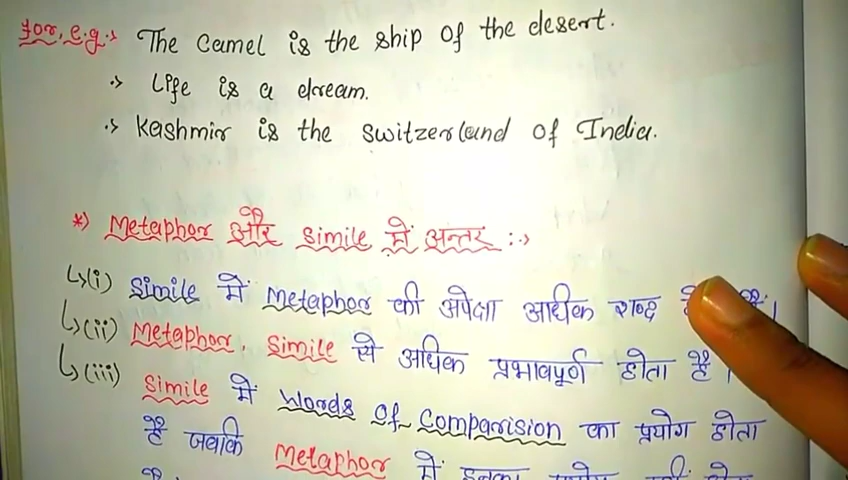 For, e.g.:> The Camel is the ship of the desert.
.> Life is a dream.
.> Kashmir is the Switzerland of India.
*) Metaphor और Simile में अन्तर :->
↳(i) Simile में Metaphor की अपेक्षा अधिक शब्द
↳(ii) Metaphor, Simile से अधिक प्रभावपूर्ण होता है।
↳(iii) Simile में Words of Comparision का प्रयोग होता
है जबकि Metaphor में इनका